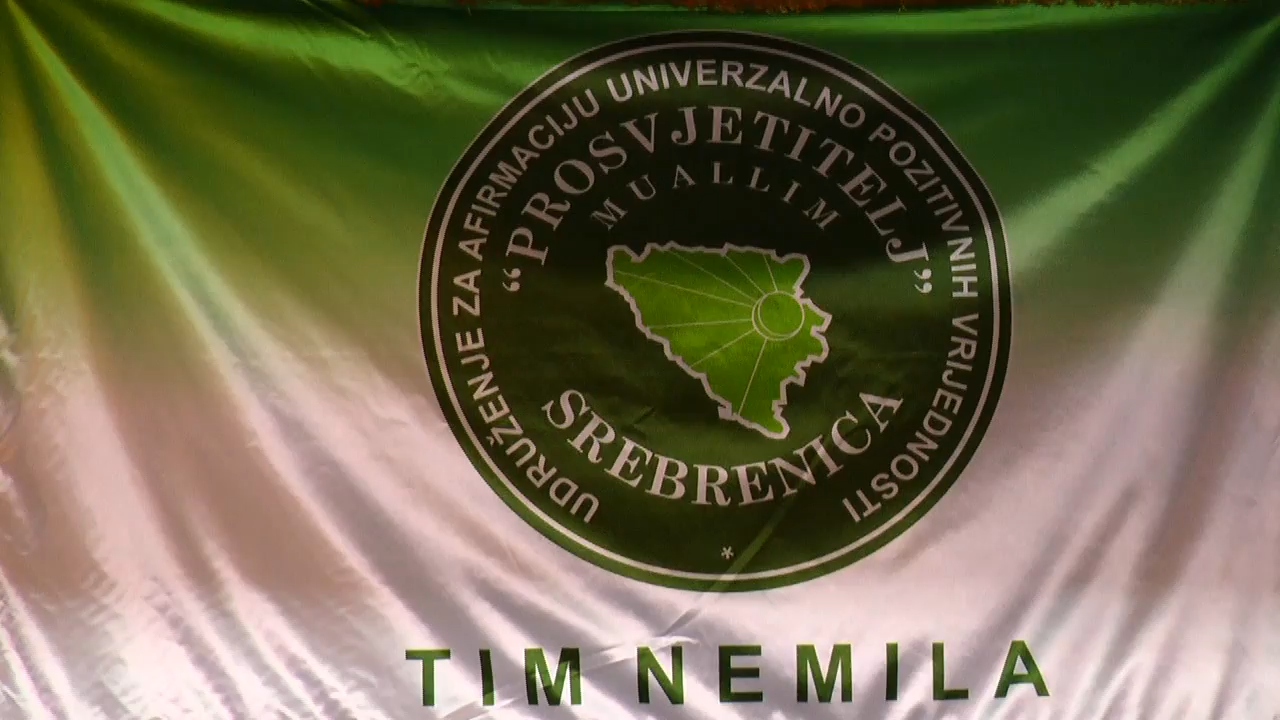 UDRUŽENJE ZA AFIRMACIJU UNIVERZALNO POZITIVNIH VRIJEDNOSTI
“PROSVJETITELJ”
MUALLIM
SREBRENICA
*
TIM NEMILA